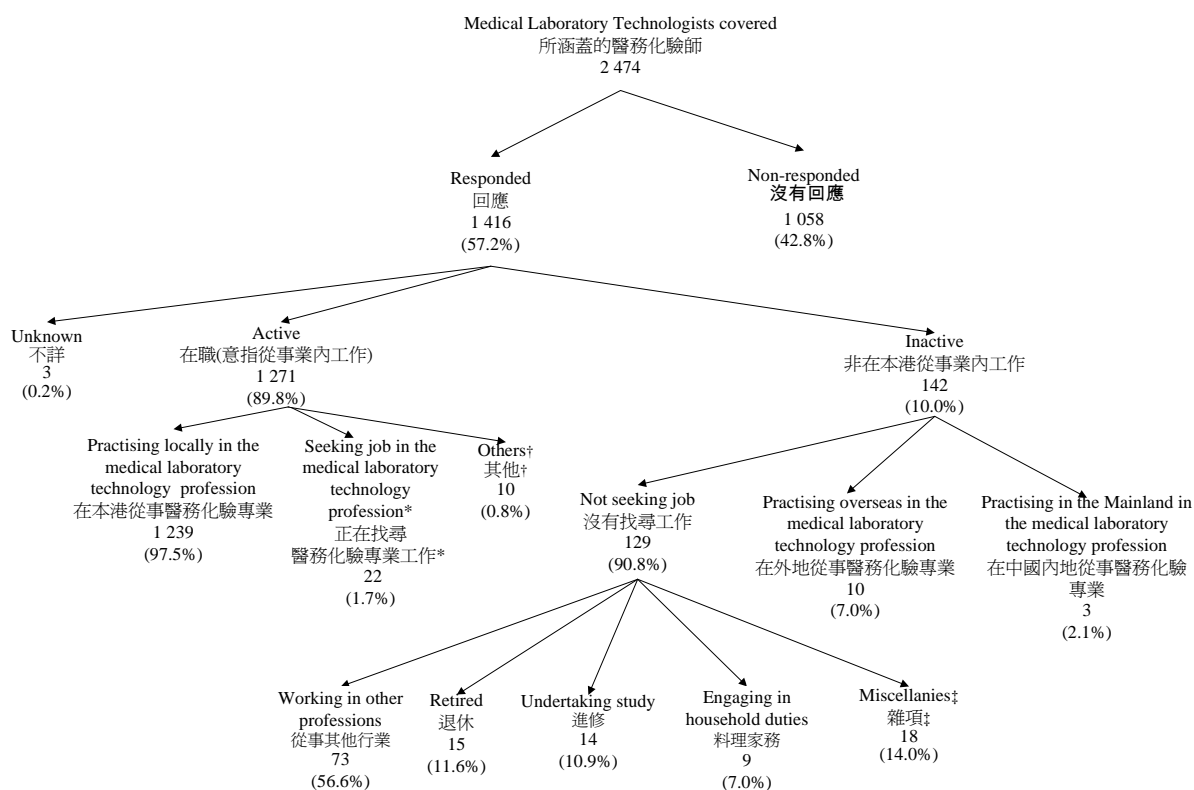 Medical Laboratory Technologists covered
所涵蓋的醫務化驗師
2 474
Responded
回應
1 416
(57.2%)
Non-responded
沒有回應
1 058
(42.8%)
Unknown
不詳
3
(0.2%)
Active
在職(意指從事業內工作)
1 271
(89.8%)
Inactive
非在本港從事業內工作
142
(10.0%)
Practising locally in the
medical laboratory
technology profession
在本港從事醫務化驗專業
1 239
(97.5%)
Seeking job in the
medical laboratory
technology
profession*
正在找尋
醫務化驗專業工作*
22
(1.7%)
Others†
其他†
10
(0.8%)
Not seeking job
沒有找尋工作
129
(90.8%)
Practising overseas in the
medical laboratory
technology profession
在外地從事醫務化驗專業
10
(7.0%)
Practising in the Mainland in
the medical laboratory
technology profession
在中國內地從事醫務化驗
專業
3
(2.1%)
Working in other
professions
從事其他行業
73
(56.6%)
Retired
退休
15
(11.6%)
Undertaking study
進修
14
(10.9%)
Engaging in
household duties
料理家務
9
(7.0%)
Miscellanies‡
雜項‡
18
(14.0%)